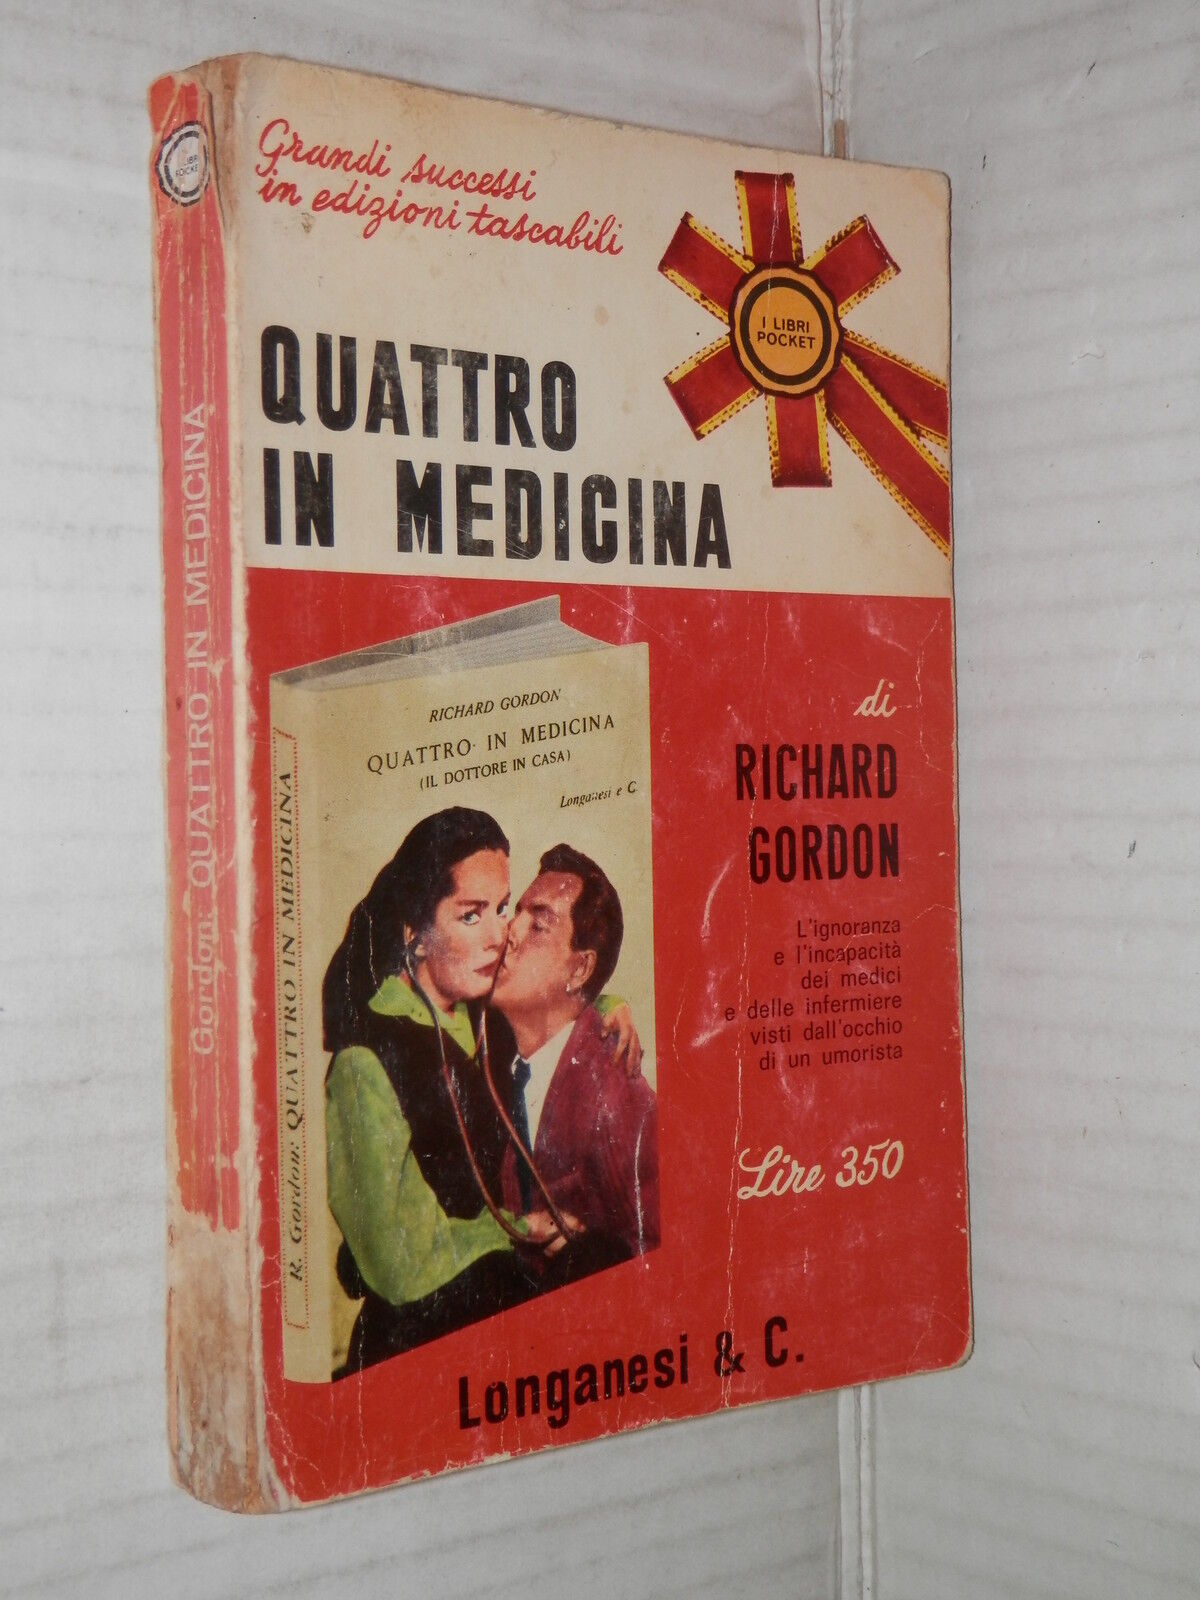 Grandi successi
in edizioni tascabili
I LIBRI
POCKET
QUATTRO
IN MEDICINA
di
RICHARD
GORDON
L'ignoranza
e l'incapacità
dei medici
e delle infermiere
visti dall'occhio
di un umorista
Lire 350
RICHARD GORDON
QUATTRO IN MEDICINA
(IL DOTTORE IN CASA)
Longanesi e C.
R. Gordon: QUATTRO IN MEDICINA
Longanesi & C.
I LIBRI
POCKET
Gordon: QUATTRO IN MEDICINA